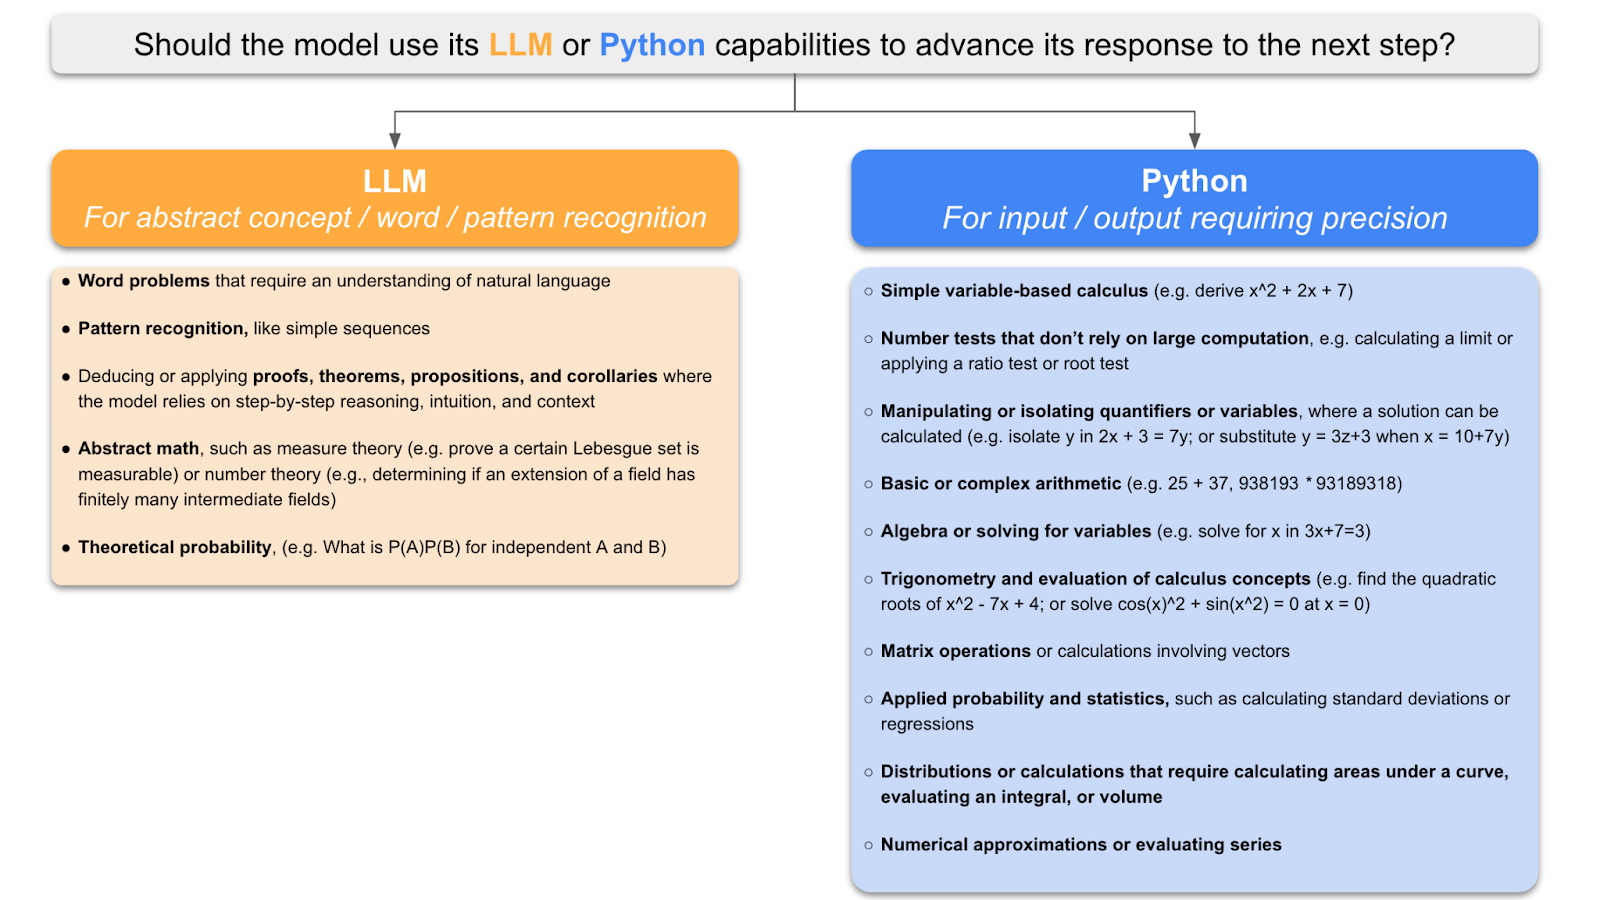 Should the model use its LLM or Python capabilities to advance its response to the next step?
LLM
For abstract concept / word / pattern recognition
● Word problems that require an understanding of natural language
● Pattern recognition, like simple sequences
● Deducing or applying proofs, theorems, propositions, and corollaries where
the model relies on step-by-step reasoning, intuition, and context
● Abstract math, such as measure theory (e.g. prove a certain Lebesgue set is
measurable) or number theory (e.g., determining if an extension of a field has
finitely many intermediate fields)
● Theoretical probability, (e.g. What is P(A)P(B) for independent A and B)
Python
For input / output requiring precision
○ Simple variable-based calculus (e.g. derive x^2 + 2x + 7)
○ Number tests that don’t rely on large computation, e.g. calculating a limit or
applying a ratio test or root test
○ Manipulating or isolating quantifiers or variables, where a solution can be
calculated (e.g. isolate y in 2x + 3 = 7y; or substitute y = 3z+3 when x = 10+7y)
○ Basic or complex arithmetic (e.g. 25 + 37, 938193 * 93189318)
○ Algebra or solving for variables (e.g. solve for x in 3x+7=3)
○ Trigonometry and evaluation of calculus concepts (e.g. find the quadratic
roots of x^2 - 7x + 4; or solve cos(x)^2 + sin(x^2) = 0 at x = 0)
○ Matrix operations or calculations involving vectors
○ Applied probability and statistics, such as calculating standard deviations or
regressions
○ Distributions or calculations that require calculating areas under a curve,
evaluating an integral, or volume
○ Numerical approximations or evaluating series